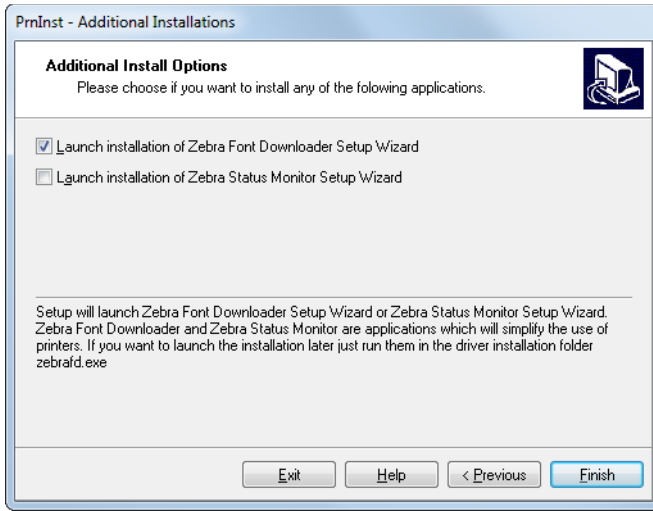 PrnInst - Additional Installations
Additional Install Options
Please choose if you want to install any of the folowing applications.
Launch installation of Zebra Font Downloader Setup Wizard
Launch installation of Zebra Status Monitor Setup Wizard
Setup will launch Zebra Font Downloader Setup Wizard or Zebra Status Monitor Setup Wizard.
Zebra Font Downloader and Zebra Status Monitor are applications which will simplify the use of
printers. If you want to launch the installation later just run them in the driver installation folder
zebrafd.exe
Exit Help < Previous Finish